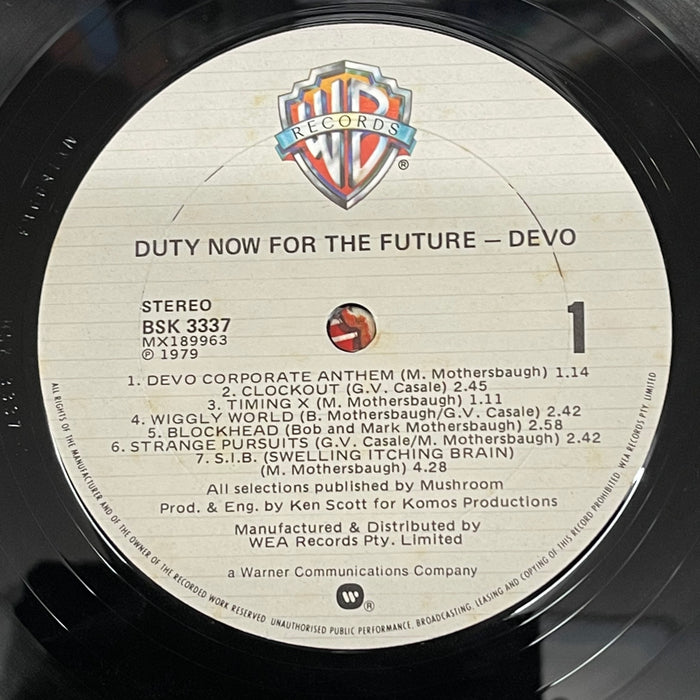 WB
RECORDS
®
DUTY NOW FOR THE FUTURE – DEVO
STEREO
BSK 3337
MX189963
℗ 1979
1
1. DEVO CORPORATE ANTHEM (M. Mothersbaugh) 1.14
2. CLOCKOUT (G.V. Casale) 2.45
3. TIMING X (M. Mothersbaugh) 1.11
4. WIGGLY WORLD (B. Mothersbaugh/G.V. Casale) 2.42
5. BLOCKHEAD (Bob and Mark Mothersbaugh) 2.58
6. STRANGE PURSUITS (G.V. Casale/M. Mothersbaugh) 2.42
7. S.I.B. (SWELLING ITCHING BRAIN)
(M. Mothersbaugh) 4.28
All selections published by Mushroom
Prod. & Eng. by Ken Scott for Komos Productions
Manufactured & Distributed by
WEA Records Pty. Limited
a Warner Communications Company
®
ALL RIGHTS OF THE MANUFACTURER AND OF THE OWNER OF THE RECORDED WORK RESERVED UNAUTHORISED PUBLIC PERFORMANCE, BROADCASTING, LEASING AND COPYING OF THIS RECORD PROHIBITED WEA RECORDS PTY. LIMITED